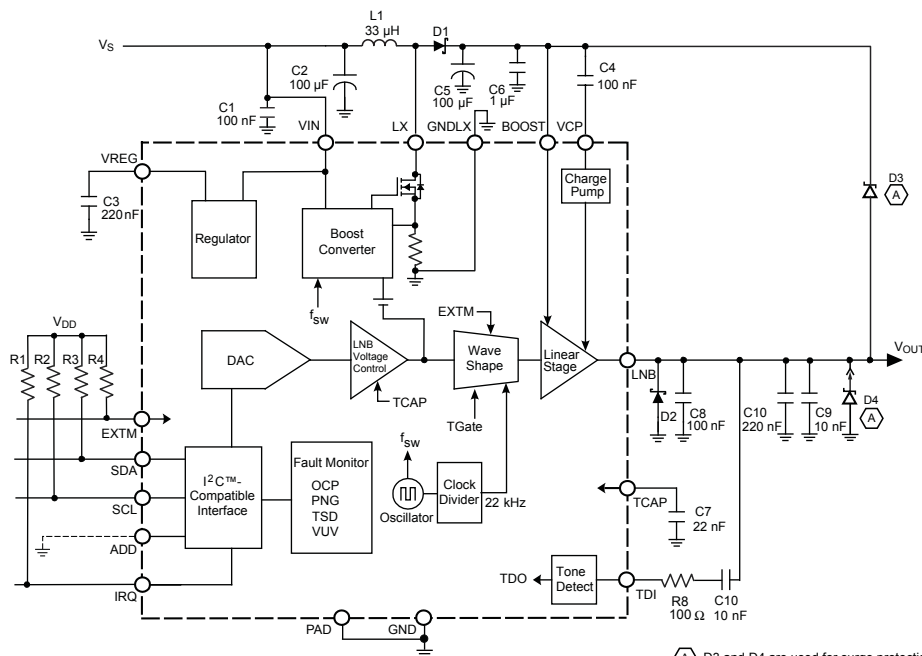 L1
33 µH
D1
VS
C2
100 µF
C5
100 µF
C6
1 µF
C4
100 nF
C1
100 nF
VIN
LX
GNDLX
BOOST
VCP
VREG
C3
220 nF
Regulator
Boost
Converter
Charge
Pump
D3
A
fsw
VDD
R1
R2
R3
R4
DAC
LNB
Voltage
Control
TCAP
EXTM
Wave
Shape
TGate
Linear
Stage
LNB
VOUT
D2
C8
100 nF
C10
220 nF
C9
10 nF
D4
A
EXTM
SDA
SCL
ADD
IRQ
I2C™-
Compatible
Interface
Fault Monitor
OCP
PNG
TSD
VUV
fsw
Oscillator
Clock
Divider
22 kHz
TCAP
C7
22 nF
TDO
Tone
Detect
TDI
R8
100 Ω
C10
10 nF
PAD
GND
A D3 and D4 are used for surge protection